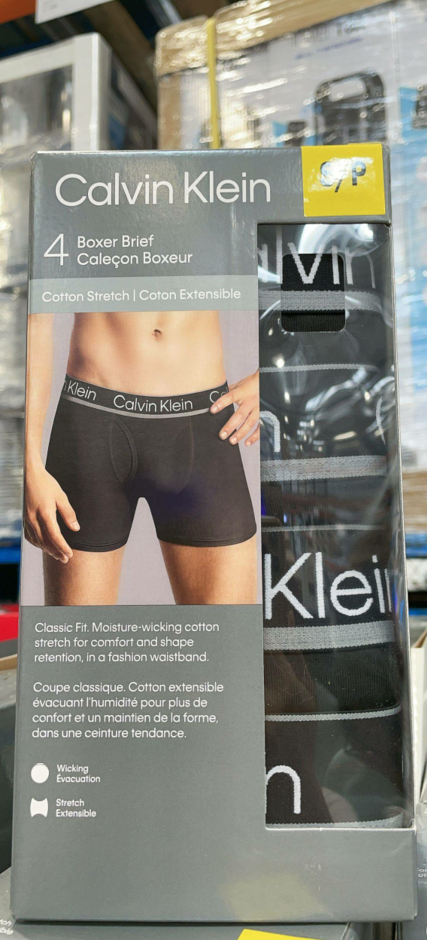 Calvin Klein
S/P
4 Boxer Brief
Caleçon Boxeur
Cotton Stretch | Coton Extensible
lvin
n Klein Calvin Klein C
n
Klein
n
Classic Fit. Moisture-wicking cotton
stretch for comfort and shape
retention, in a fashion waistband.
Coupe classique. Coton extensible
évacuant l'humidité pour plus de
confort et un maintien de la forme,
dans une ceinture tendance.
Wicking
Évacuation
Stretch
Extensible